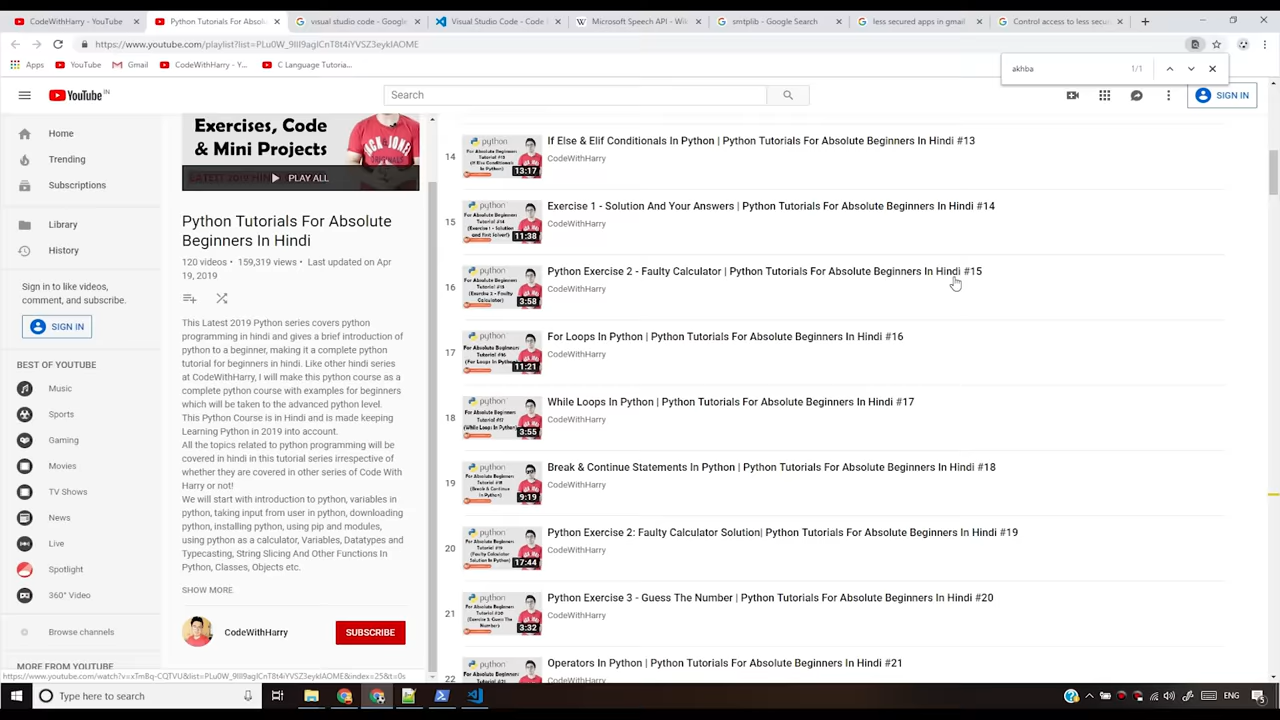 CodeWithHarry - YouTube
Python Tutorials For Absolu
visual studio code - Google
Visual Studio Code - Code
Microsoft Speech API - Wiki
smtplib - Google Search
less secured apps in gmail
Control access to less secu
https://www.youtube.com/playlist?list=PLu0W_9lII9agICnT8t4iYVSZ3eykIAOME
Apps
YouTube
Gmail
CodeWithHarry - Y...
C Language Tutoria...
akhba
1/1
YouTube IN
Search
SIGN IN
Home
Trending
Subscriptions
Library
History
Sign in to like videos,
comment, and subscribe.
SIGN IN
BEST OF YOUTUBE
Music
Sports
Gaming
Movies
TV Shows
News
Live
Spotlight
360° Video
Browse channels
MORE FROM YOUTUBE
Exercises, Code
& Mini Projects
PLAY ALL
Python Tutorials For Absolute
Beginners In Hindi
120 videos • 159,319 views • Last updated on Apr
19, 2019
This Latest 2019 Python series covers python
programming in hindi and gives a brief introduction of
python to a beginner, making it a complete python
tutorial for beginners in hindi. Like other hindi series
at CodeWithHarry, I will make this python course as a
complete python course with examples for beginners
which will be taken to the advanced python level.
This Python Course is in Hindi and is made keeping
Learning Python in 2019 into account.
All the topics related to python programming will be
covered in hindi in this tutorial series irrespective of
whether they are covered in other series of Code With
Harry or not!
We will start with introduction to python, variables in
python, taking input from user in python, downloading
python, installing python, using pip and modules,
using python as a calculator, Variables, Datatypes and
Typecasting, String Slicing And Other Functions In
Python, Classes, Objects etc.
SHOW MORE
CodeWithHarry
SUBSCRIBE
14
13:17
If Else & Elif Conditionals In Python | Python Tutorials For Absolute Beginners In Hindi #13
CodeWithHarry
15
11:38
Exercise 1 - Solution And Your Answers | Python Tutorials For Absolute Beginners In Hindi #14
CodeWithHarry
16
3:58
Python Exercise 2 - Faulty Calculator | Python Tutorials For Absolute Beginners In Hindi #15
CodeWithHarry
17
11:21
For Loops In Python | Python Tutorials For Absolute Beginners In Hindi #16
CodeWithHarry
18
3:55
While Loops In Python | Python Tutorials For Absolute Beginners In Hindi #17
CodeWithHarry
19
9:19
Break & Continue Statements In Python | Python Tutorials For Absolute Beginners In Hindi #18
CodeWithHarry
20
17:44
Python Exercise 2: Faulty Calculator Solution| Python Tutorials For Absolute Beginners In Hindi #19
CodeWithHarry
21
3:32
Python Exercise 3 - Guess The Number | Python Tutorials For Absolute Beginners In Hindi #20
CodeWithHarry
22
Operators In Python | Python Tutorials For Absolute Beginners In Hindi #21
https://www.youtube.com/watch?v=xTmBq-CQTVU&list=PLu0W_9lII9agICnT8t4iYVSZ3eykIAOME&index=25&t=0s
Type here to search
ENG